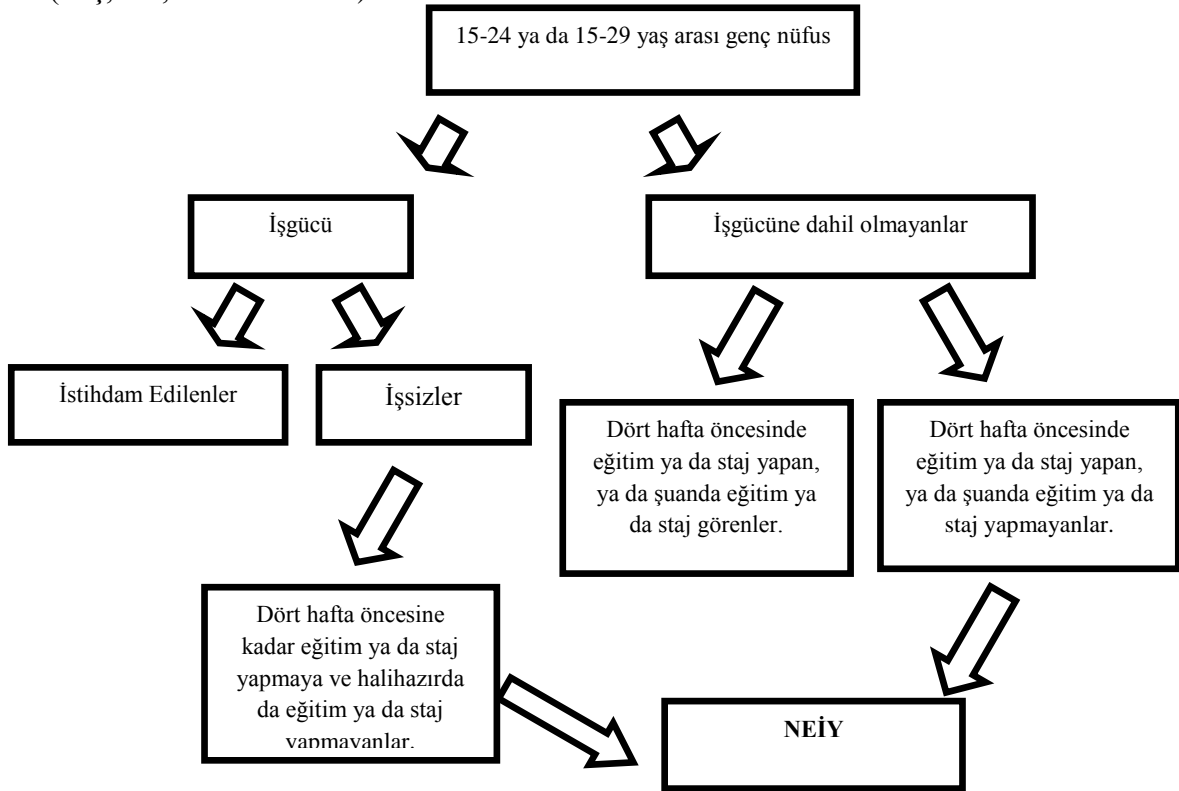 15-24 ya da 15-29 yaş arası genç nüfus
İşgücü
İşgücüne dahil olmayanlar
İstihdam Edilenler
İşsizler
Dört hafta öncesinde
eğitim ya da staj yapan,
ya da şuanda eğitim ya
da staj görenler.
Dört hafta öncesinde
eğitim ya da staj yapan,
ya da şuanda eğitim ya da
staj yapmayanlar.
Dört hafta öncesine
kadar eğitim ya da staj
yapmaya ve halihazırda
da eğitim ya da staj
yapmayanlar.
NEİY